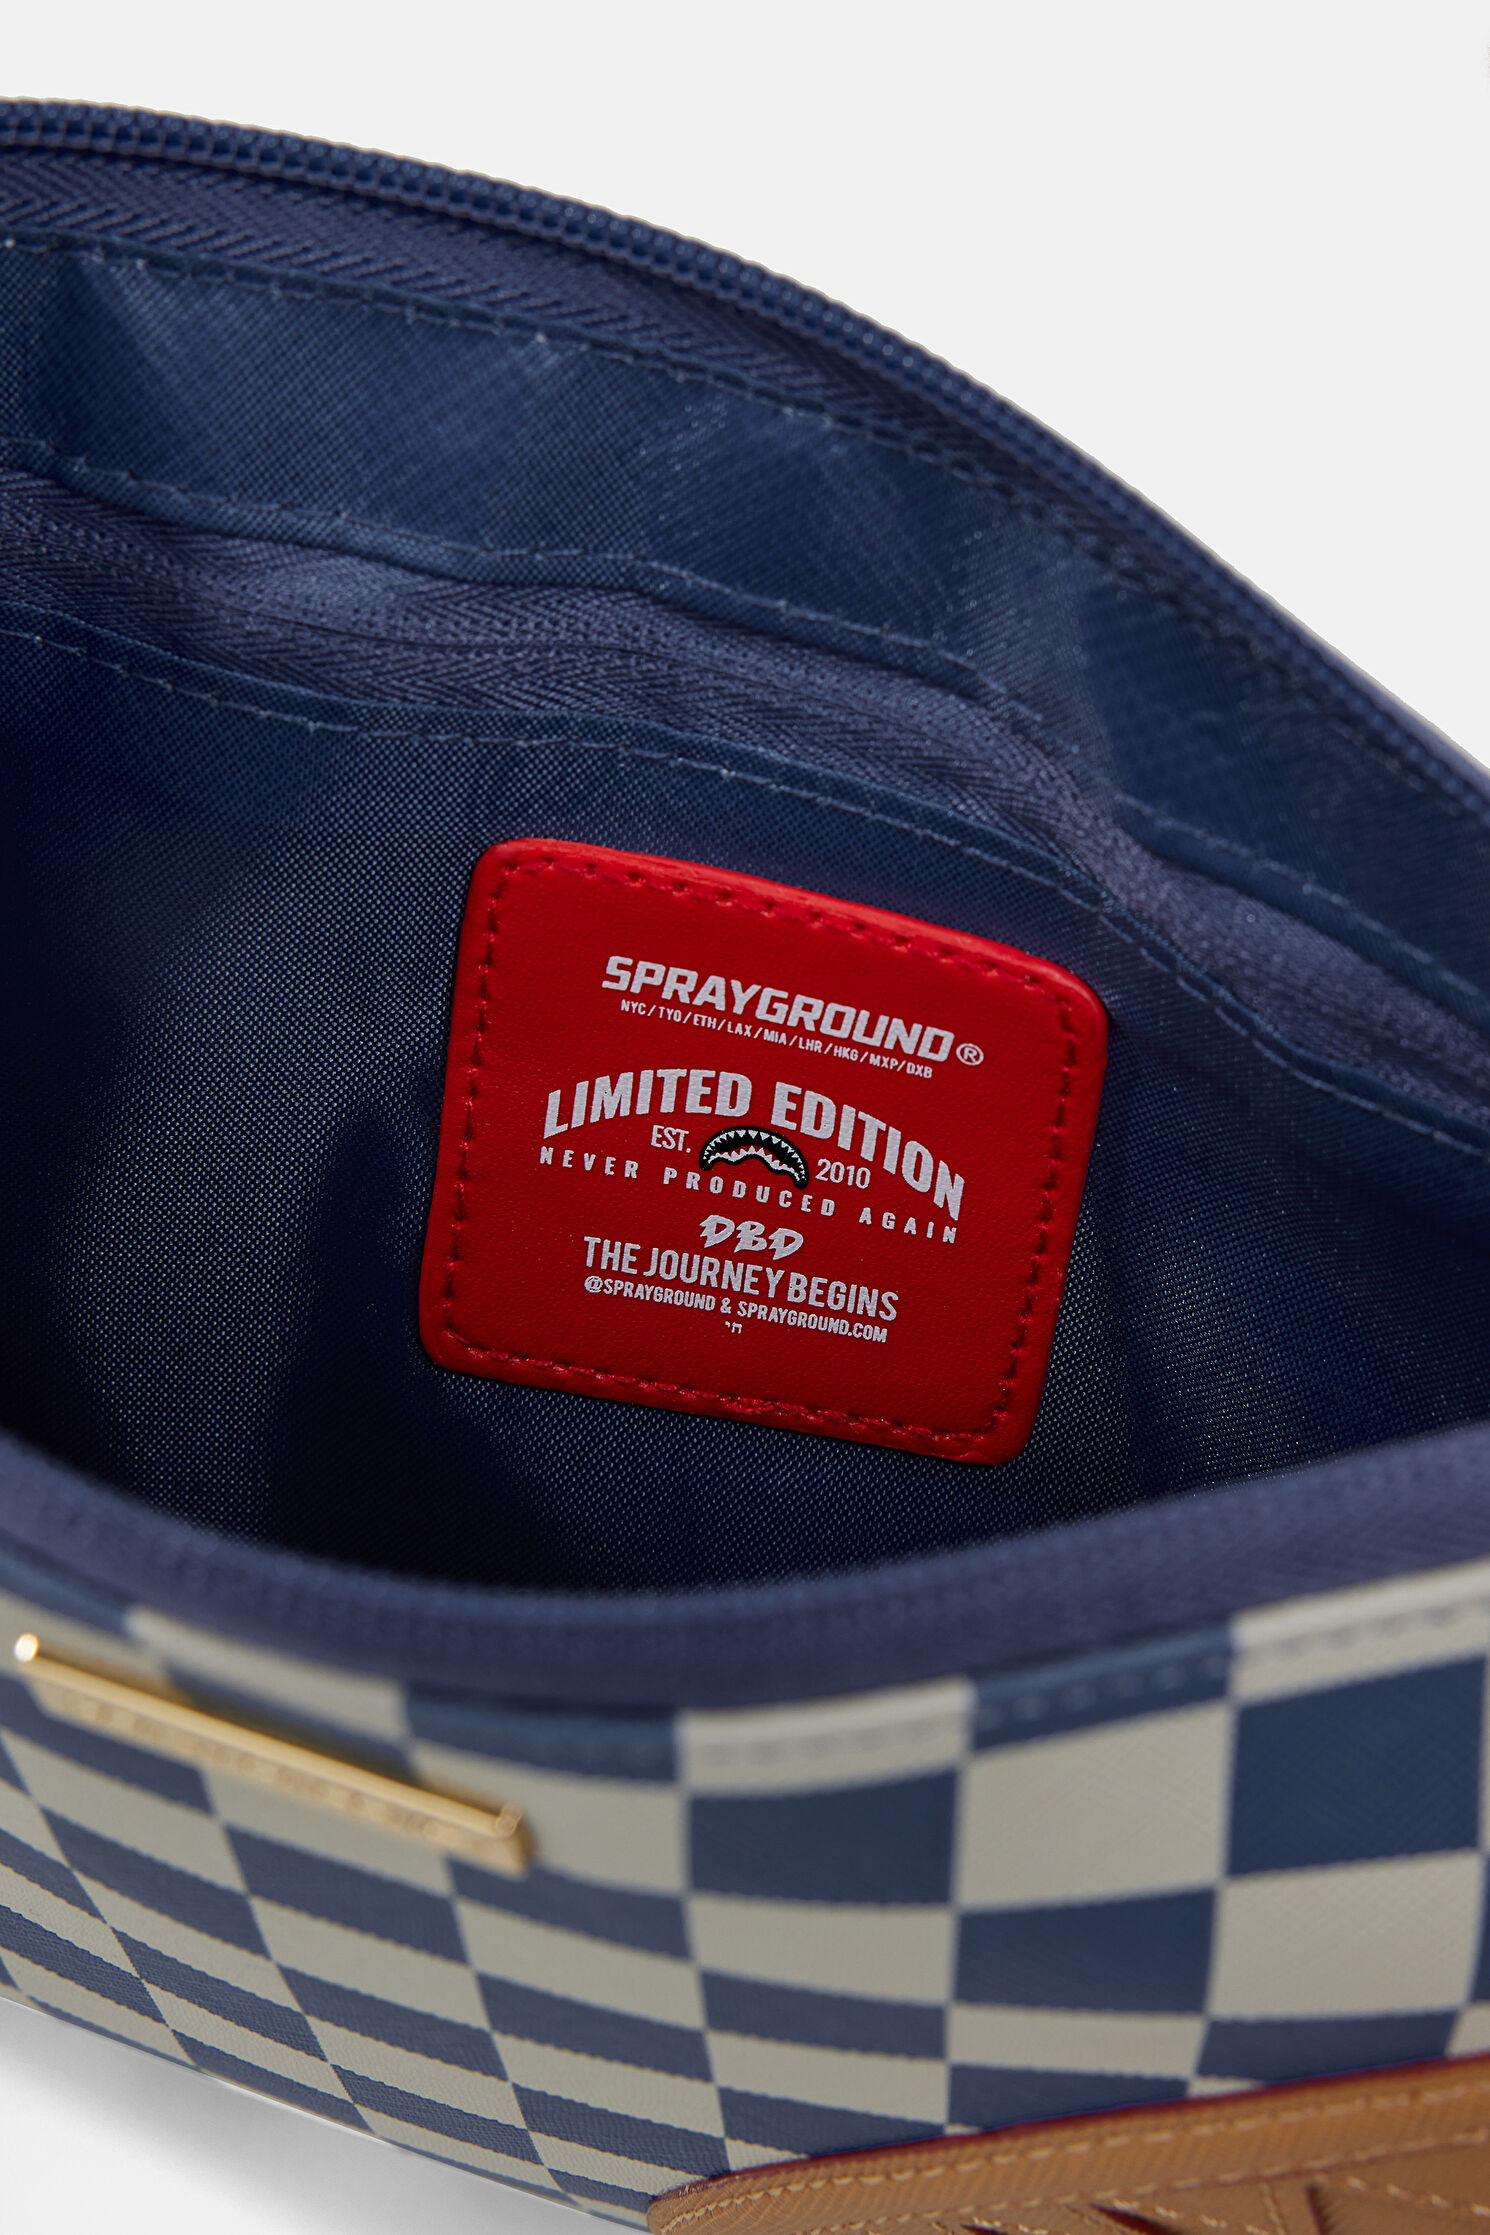 SPRAYGROUND®
NYC/TYO/ETH/LAX/MIA/LHR/HKG/MXP/DXB
LIMITED EDITION
EST. 2010
NEVER PRODUCED AGAIN
DBD
THE JOURNEY BEGINS
@SPRAYGROUND & SPRAYGROUND.COM